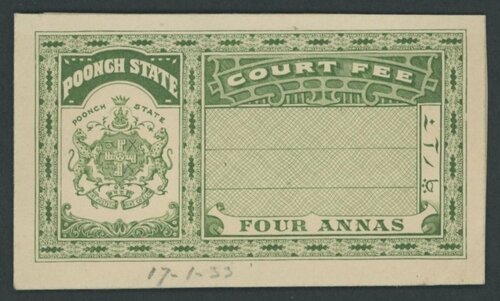 POONCH STATE
POONCH STATE
COURT FEE
FOUR ANNAS
17-1-33